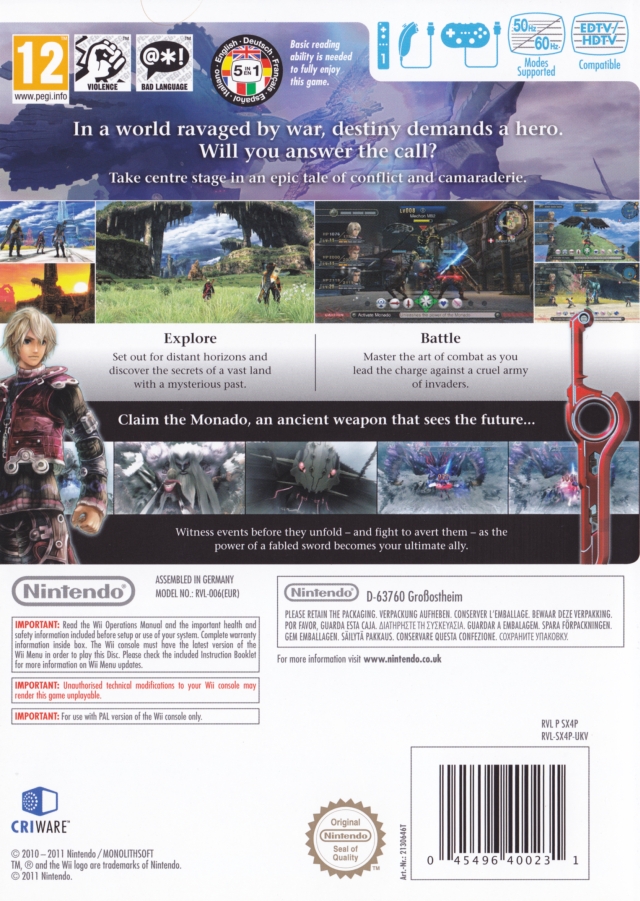 12
™
www.pegi.info
™
VIOLENCE
@*!
™
BAD LANGUAGE
English · Deutsch · Français
Español · Italiano
5 IN 1
Basic reading
ability is needed
to fully enjoy
this game.
1
50Hz
60Hz
Modes
Supported
EDTV/
HDTV
Compatible
In a world ravaged by war, destiny demands a hero.
Will you answer the call?
Take centre stage in an epic tale of conflict and camaraderie.
Activate Monado
Explore
Set out for distant horizons and
discover the secrets of a vast land
with a mysterious past.
Battle
Master the art of combat as you
lead the charge against a cruel army
of invaders.
Claim the Monado, an ancient weapon that sees the future...
Witness events before they unfold – and fight to avert them – as the
power of a fabled sword becomes your ultimate ally.
Nintendo®
ASSEMBLED IN GERMANY
MODEL NO.: RVL-006(EUR)
IMPORTANT: Read the Wii Operations Manual and the important health and
safety information included before setup or use of your system. Complete warranty
information inside box. The Wii console must have the latest version of the
Wii Menu in order to play this Disc. Please check the included Instruction Booklet
for more information on Wii Menu updates.
IMPORTANT: Unauthorised technical modifications to your Wii console may
render this game unplayable.
IMPORTANT: For use with PAL version of the Wii console only.
Nintendo® D-63760 Großostheim
PLEASE RETAIN THE PACKAGING. VERPACKUNG AUFHEBEN. CONSERVER L'EMBALLAGE. BEWAAR DEZE VERPAKKING.
POR FAVOR, GUARDA ESTA CAJA. ΔΙΑΤΗΡΗΣΤΕ ΤΗ ΣΥΣΚΕΥΑΣΙΑ. GUARDAR A EMBALAGEM. SPARA FÖRPACKNINGEN.
GEM EMBALLAGEN. SÄILYTÄ PAKKAUS. CONSERVARE QUESTA CONFEZIONE. СОХРАНИТЕ УПАКОВКУ.
For more information visit www.nintendo.co.uk
RVL P SX4P
RVL-SX4P-UKV
CRIWARE™
© 2010 – 2011 Nintendo / MONOLITHSOFT
TM, ® and the Wii logo are trademarks of Nintendo.
© 2011 Nintendo.
Original
Nintendo
Seal of
Quality
TM
Art.-Nr.: 2130646T
0 45496 40023 1